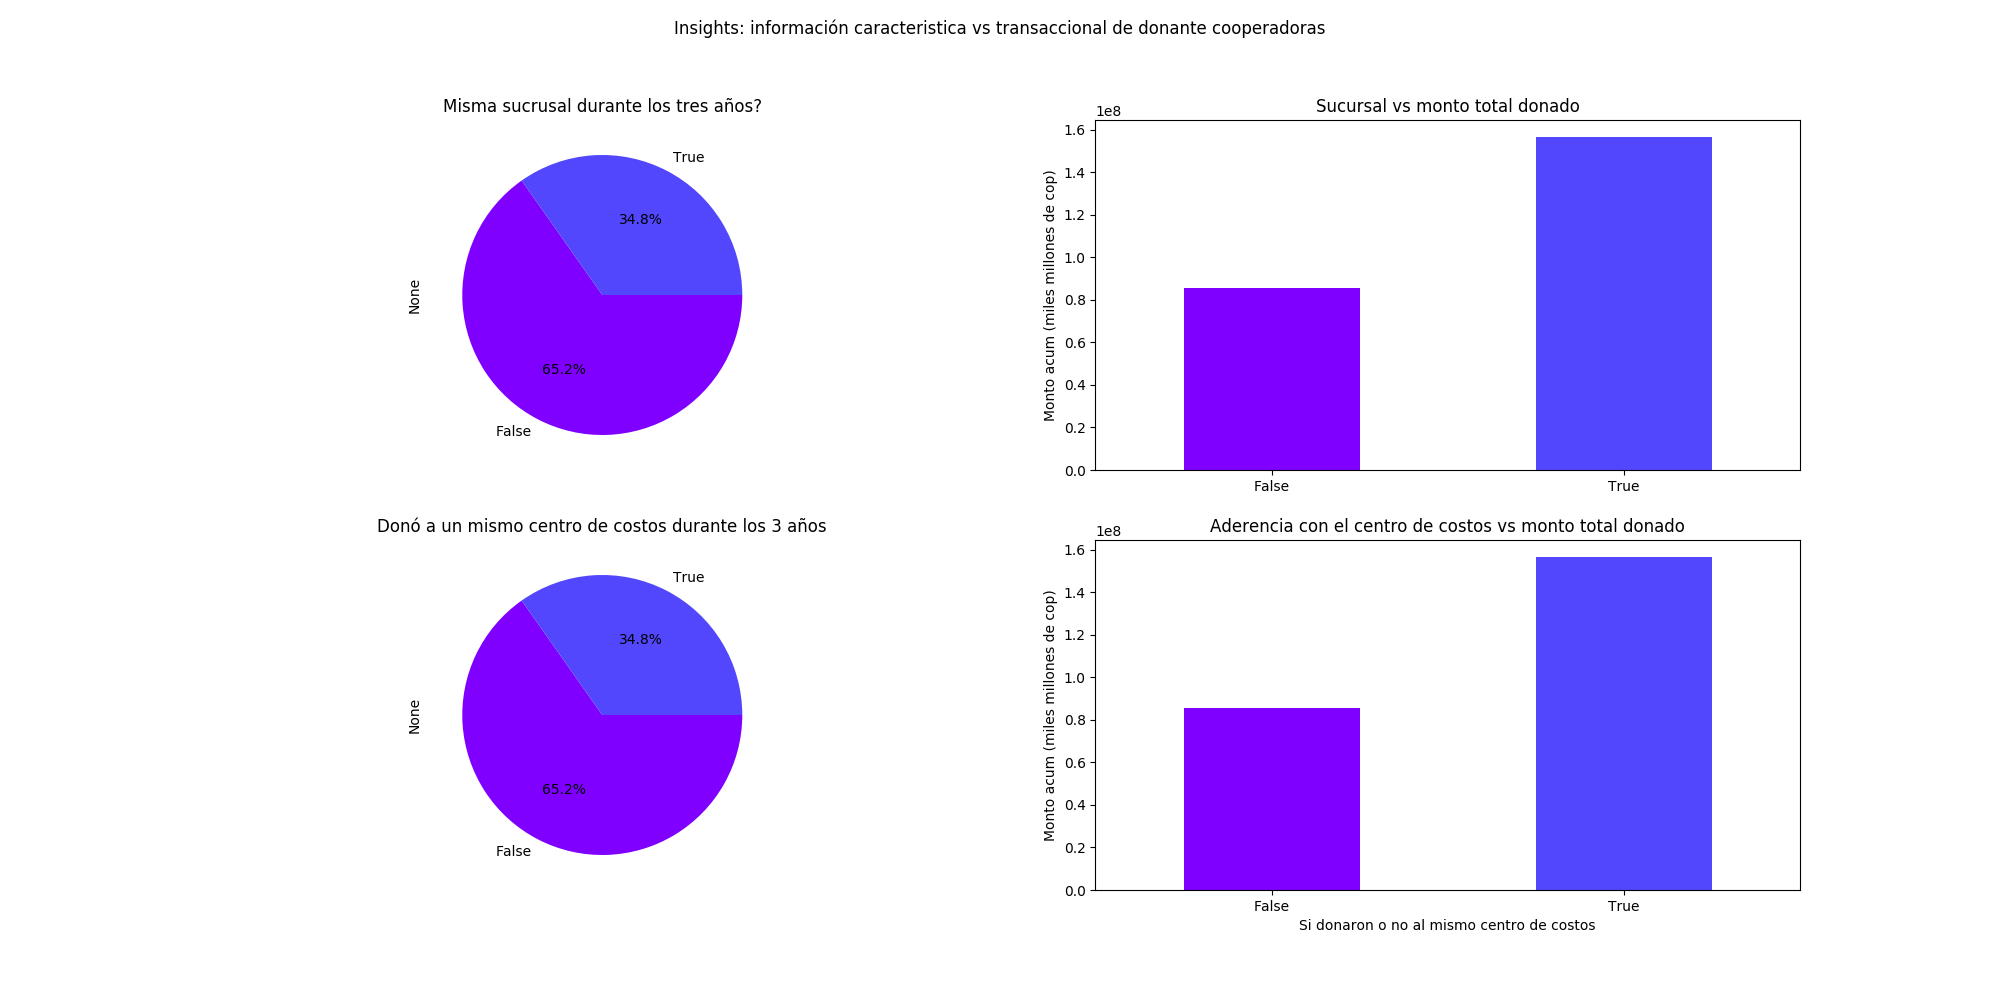 Insights: información caracteristica vs transaccional de donante cooperadoras
Misma sucrusal durante los tres años?
True
34.8%
None
65.2%
False
Sucursal vs monto total donado
1e8
1.6
1.4
1.2
1.0
0.8
0.6
0.4
0.2
0.0
Monto acum (miles millones de cop)
False
True
Donó a un mismo centro de costos durante los 3 años
True
34.8%
None
65.2%
False
Aderencia con el centro de costos vs monto total donado
1e8
1.6
1.4
1.2
1.0
0.8
0.6
0.4
0.2
0.0
Monto acum (miles millones de cop)
False
True
Si donaron o no al mismo centro de costos